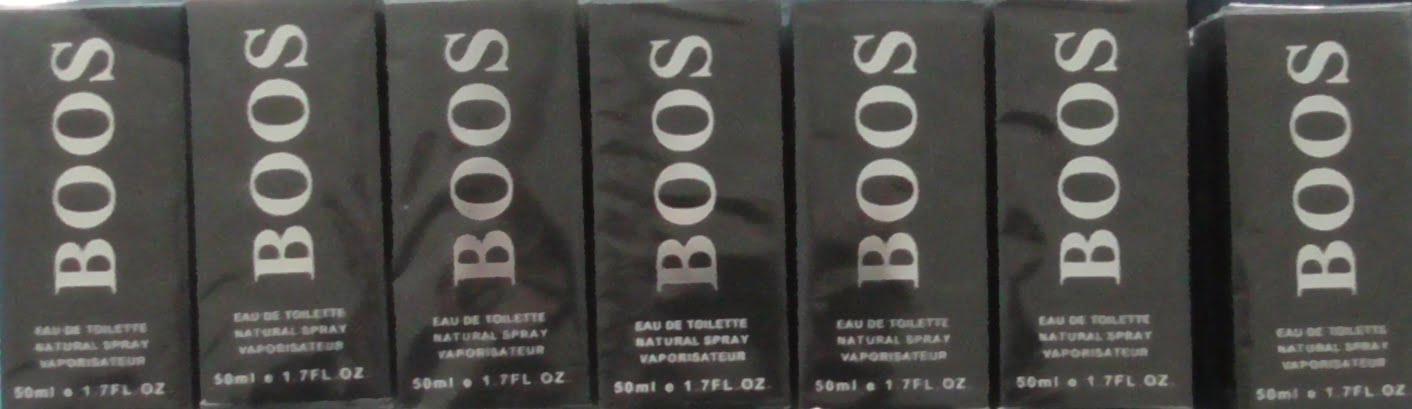 BOOS
EAU DE TOILETTE
NATURAL SPRAY
VAPORISATEUR
50ml e 1.7FL.OZ.
BOOS
EAU DE TOILETTE
NATURAL SPRAY
VAPORISATEUR
50ml e 1.7FL.OZ.
BOOS
EAU DE TOILETTE
NATURAL SPRAY
VAPORISATEUR
50ml e 1.7FL.OZ.
BOOS
EAU DE TOILETTE
NATURAL SPRAY
VAPORISATEUR
50ml e 1.7FL.OZ.
BOOS
EAU DE TOILETTE
NATURAL SPRAY
VAPORISATEUR
50ml e 1.7FL.OZ.
BOOS
EAU DE TOILETTE
NATURAL SPRAY
VAPORISATEUR
50ml e 1.7FL.OZ.
BOOS
EAU DE TOILETTE
NATURAL SPRAY
VAPORISATEUR
50ml e 1.7FL.OZ